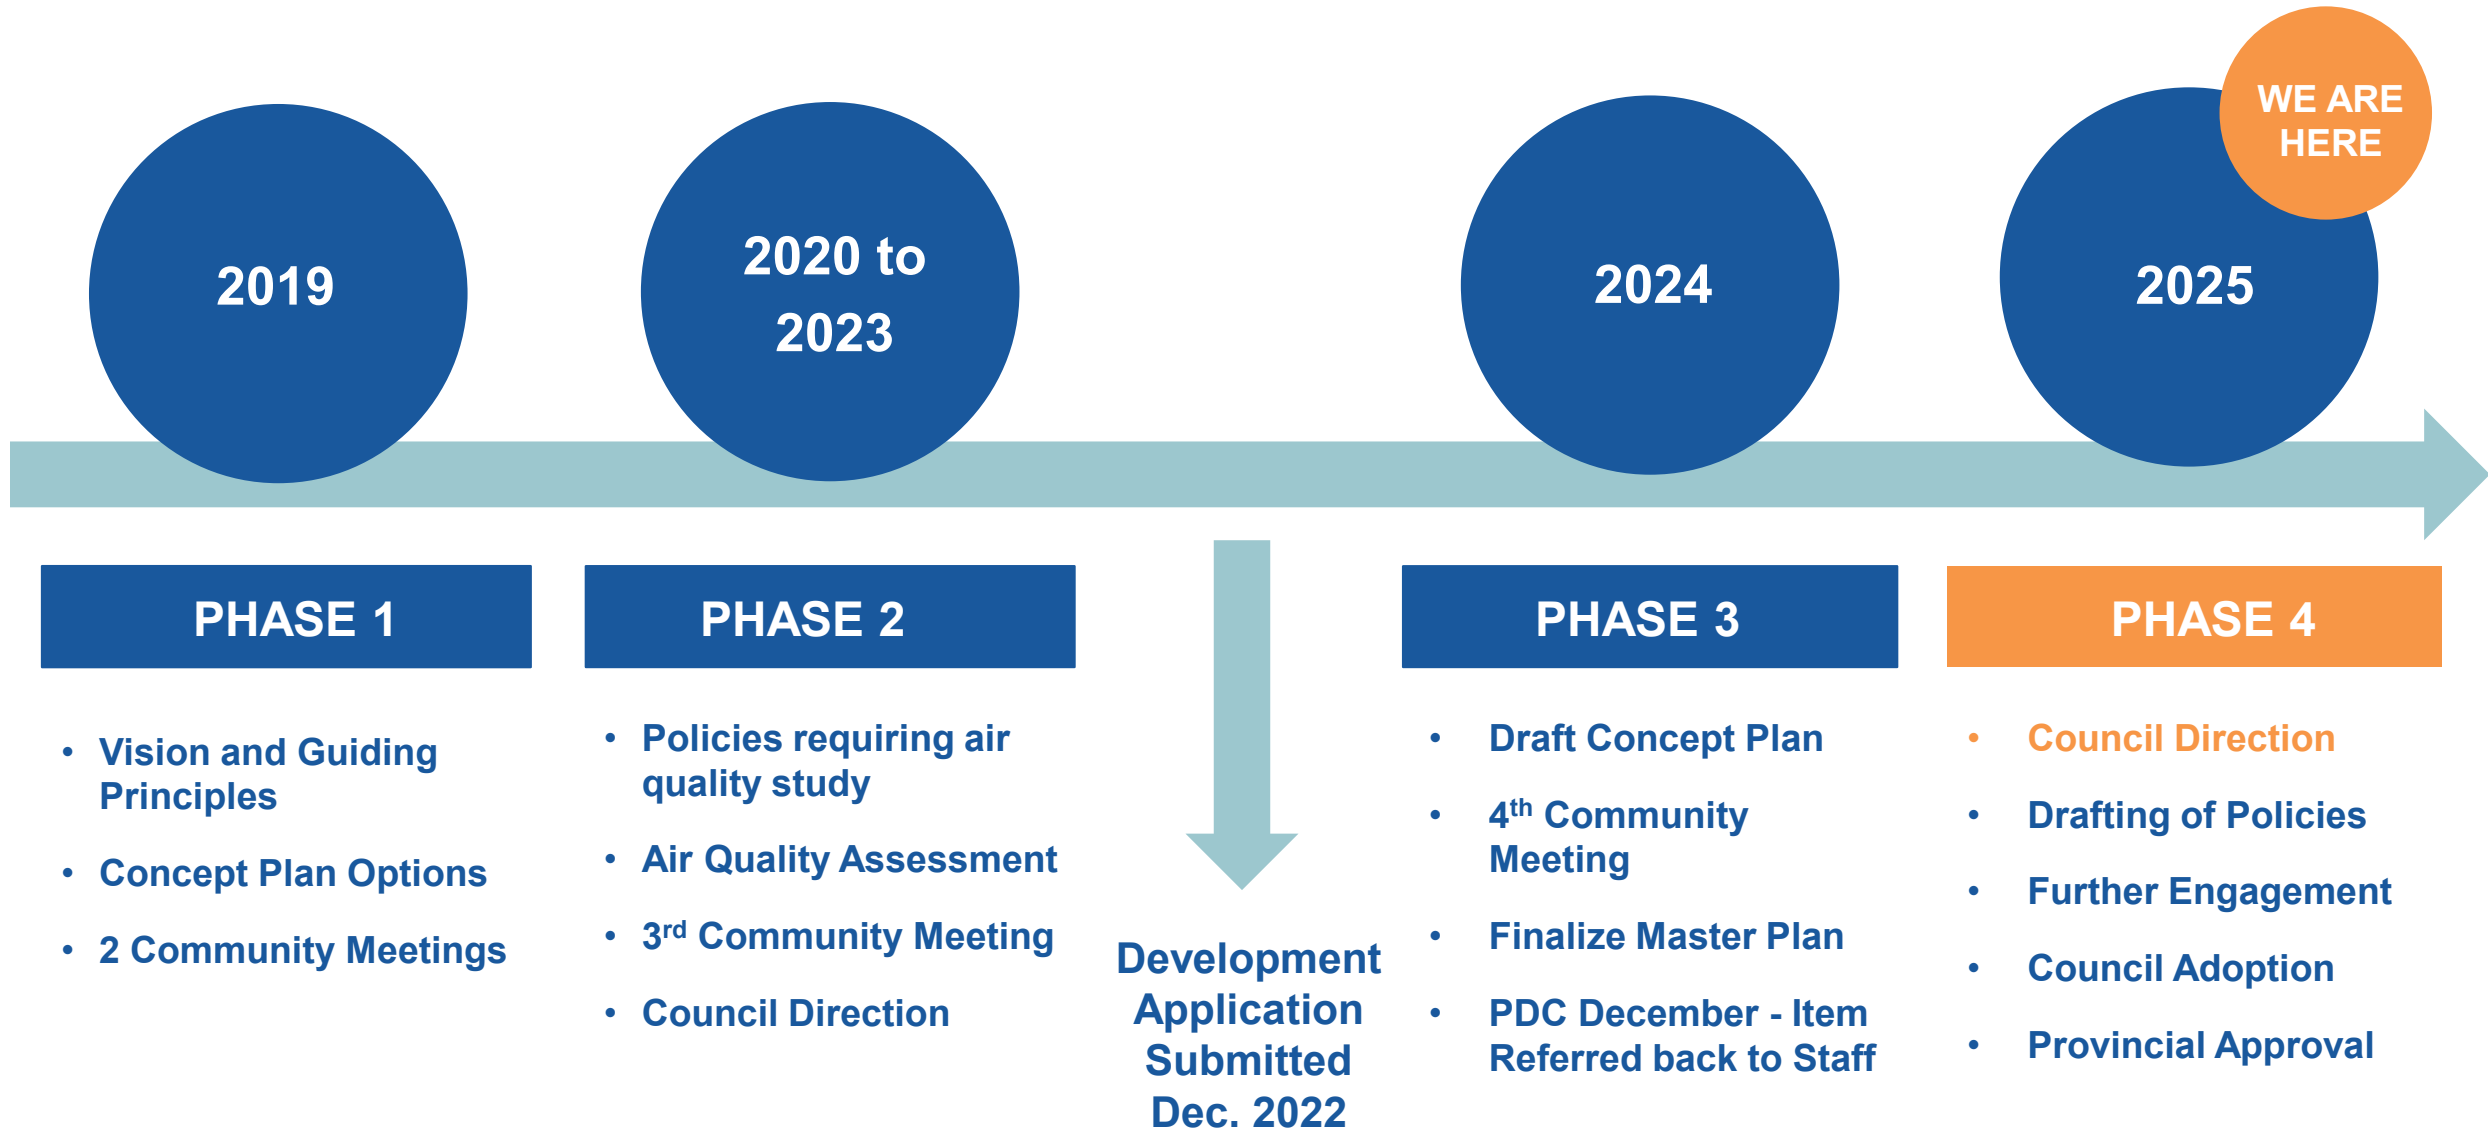 WE ARE
HERE
2019
2020 to
2023
2024
2025
PHASE 1
• Vision and Guiding
Principles
• Concept Plan Options
• 2 Community Meetings
PHASE 2
• Policies requiring air
quality study
• Air Quality Assessment
• 3rd Community Meeting
• Council Direction
Development
Application
Submitted
Dec. 2022
PHASE 3
• Draft Concept Plan
• 4th Community
Meeting
• Finalize Master Plan
• PDC December - Item
Referred back to Staff
PHASE 4
• Council Direction
• Drafting of Policies
• Further Engagement
• Council Adoption
• Provincial Approval